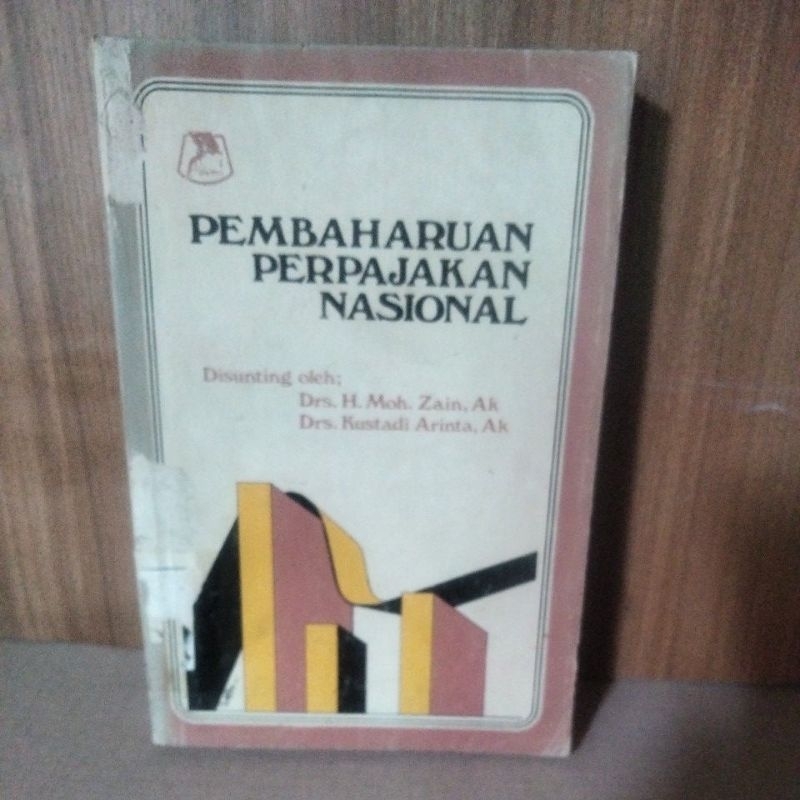 PEMBAHARUAN
PERPAJAKAN
NASIONAL
Disunting oleh;
Drs. H. Moh. Zain, Ak
Drs. Kustadi Arinta, Ak